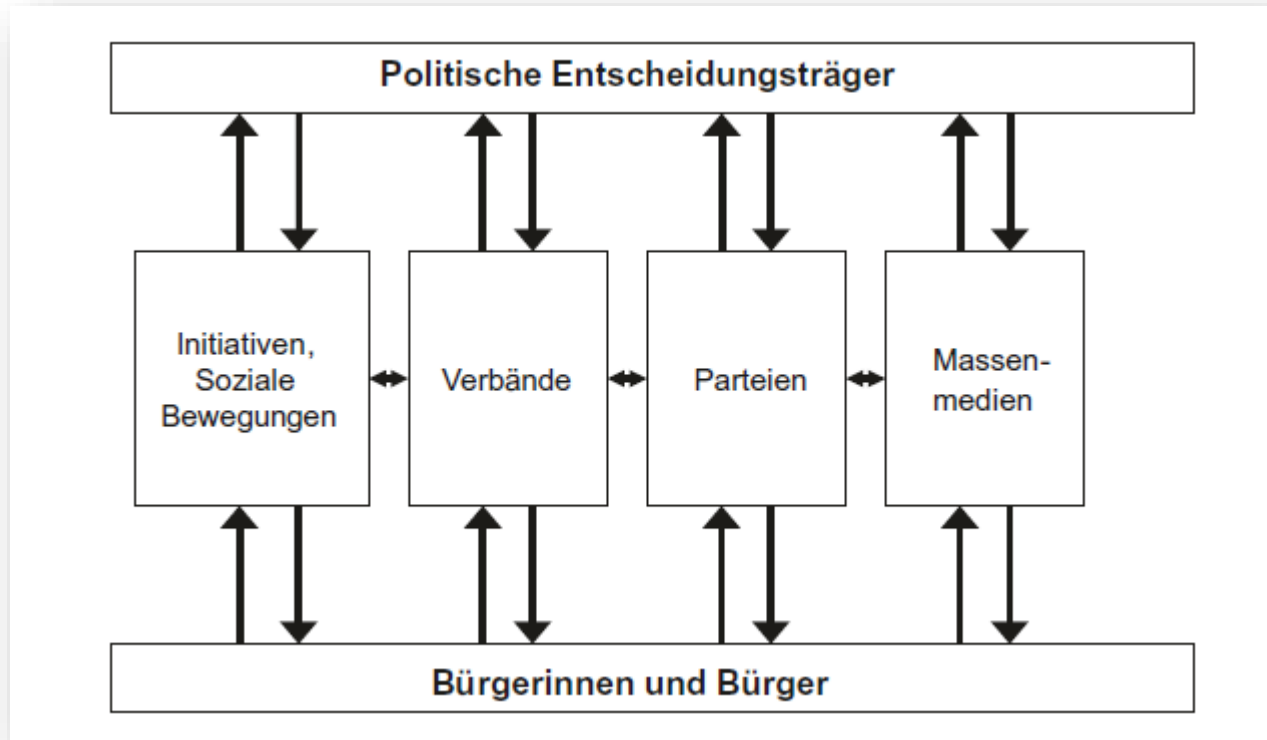 Politische Entscheidungsträger
Initiativen,
Soziale
Bewegungen
Verbände
Parteien
Massen-
medien
Bürgerinnen und Bürger